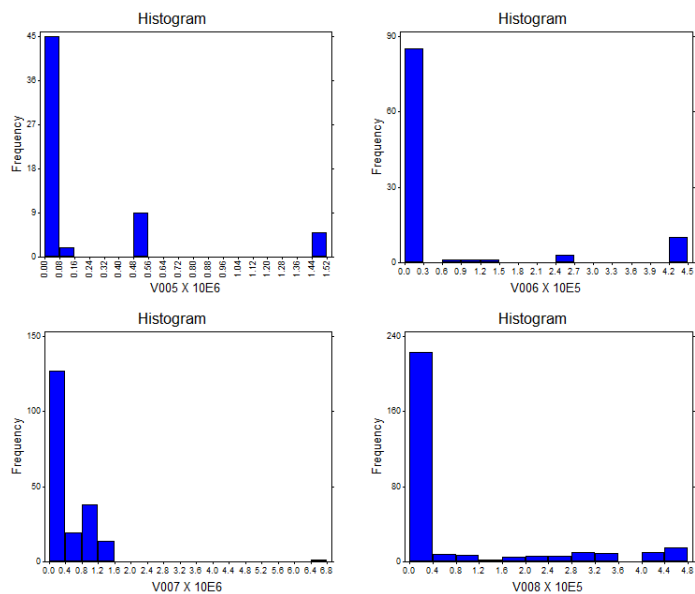 Histogram
45
36
27
18
9
0
Frequency
0.00 0.08 0.16 0.24 0.32 0.40 0.48 0.56 0.64 0.72 0.80 0.88 0.96 1.04 1.12 1.20 1.28 1.36 1.44 1.52
V005 X 10E6
Histogram
90
60
30
0
Frequency
0.0 0.3 0.6 0.9 1.2 1.5 1.8 2.1 2.4 2.7 3.0 3.3 3.6 3.9 4.2 4.5
V006 X 10E5
Histogram
150
100
50
0
Frequency
0.0 0.4 0.8 1.2 1.6 2.0 2.4 2.8 3.2 3.6 4.0 4.4 4.8 5.2 5.6 6.0 6.4 6.8
V007 X 10E6
Histogram
240
160
80
0
Frequency
0.0 0.4 0.8 1.2 1.6 2.0 2.4 2.8 3.2 3.6 4.0 4.4 4.8
V008 X 10E5